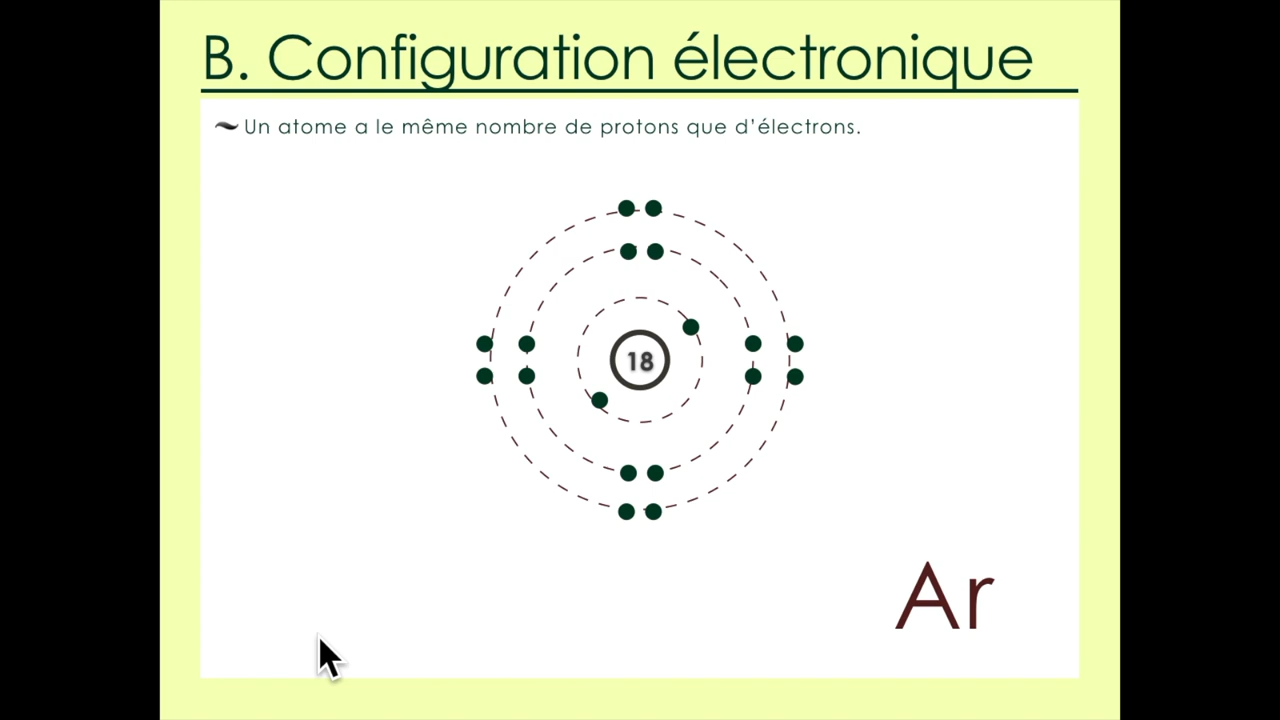 B. Configuration électronique
Un atome a le même nombre de protons que d’électrons.
18
Ar